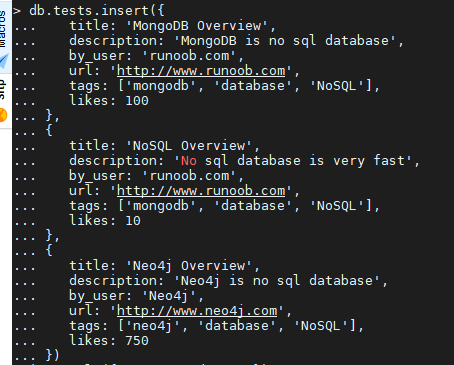 > db.tests.insert({
... title: 'MongoDB Overview',
... description: 'MongoDB is no sql database',
... by_user: 'runoob.com',
... url: 'http://www.runoob.com',
... tags: ['mongodb', 'database', 'NoSQL'],
... likes: 100
... },
... {
... title: 'NoSQL Overview',
... description: 'No sql database is very fast',
... by_user: 'runoob.com',
... url: 'http://www.runoob.com',
... tags: ['mongodb', 'database', 'NoSQL'],
... likes: 10
... },
... {
... title: 'Neo4j Overview',
... description: 'Neo4j is no sql database',
... by_user: 'Neo4j',
... url: 'http://www.neo4j.com',
... tags: ['neo4j', 'database', 'NoSQL'],
... likes: 750
... })
Macros